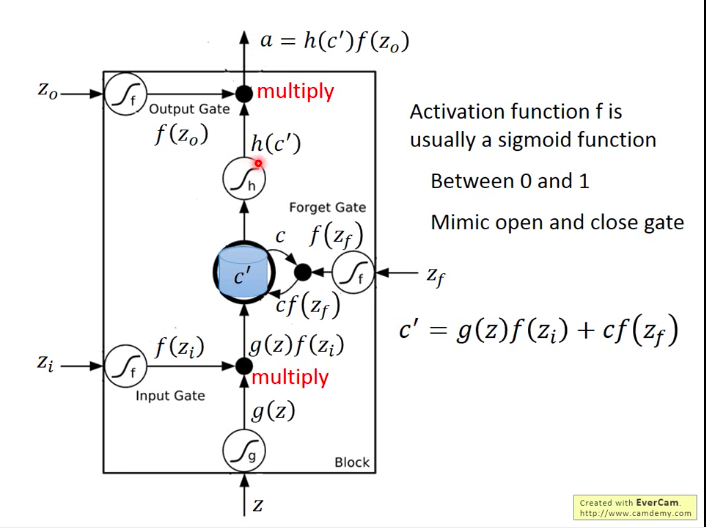 a = h(c′)f(z_o)
z_o
f
multiply
Output Gate
f(z_o)
h(c′)
h
Activation function f is
usually a sigmoid function
Between 0 and 1
Mimic open and close gate
Forget Gate
c
f(z_f)
c′
f
z_f
cf(z_f)
c′ = g(z)f(z_i) + cf(z_f)
f(z_i)
g(z)f(z_i)
z_i
f
multiply
Input Gate
g(z)
g
Block
z
Created with EverCam.
http://www.camdemy.com